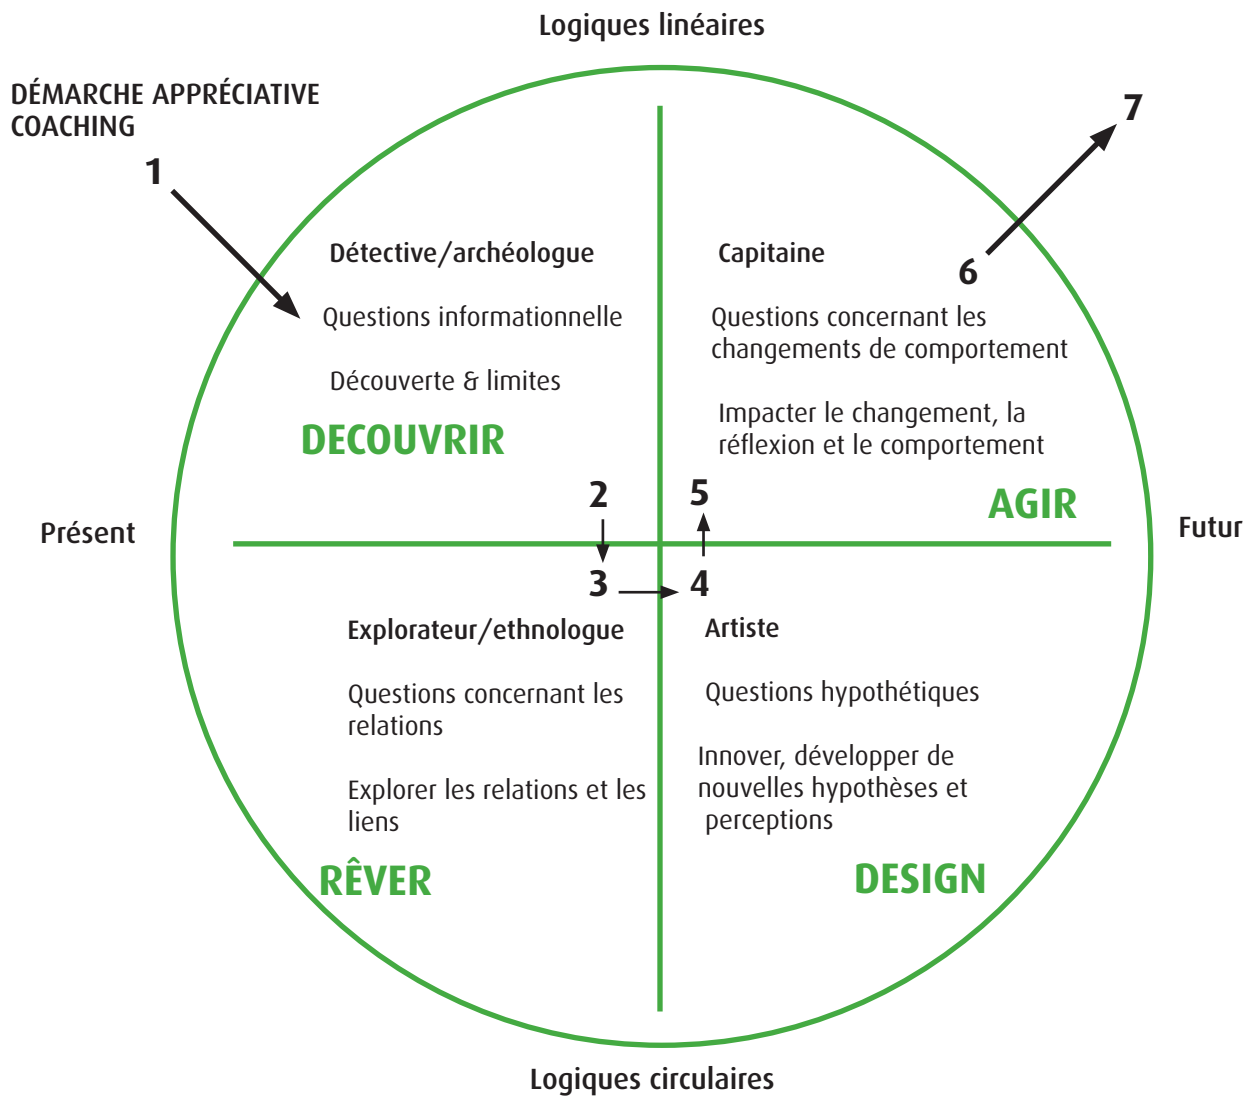 Logiques linéaires
DÉMARCHE APPRÉCIATIVE
COACHING
1
7
Détective/archéologue
Questions informationnelle
Découverte & limites
DECOUVRIR
Capitaine
6
Questions concernant les
changements de comportement
Impacter le changement, la
réflexion et le comportement
AGIR
Présent
Futur
2
5
3
4
Explorateur/ethnologue
Questions concernant les
relations
Explorer les relations et les
liens
RÊVER
Artiste
Questions hypothétiques
Innover, développer de
nouvelles hypothèses et
perceptions
DESIGN
Logiques circulaires